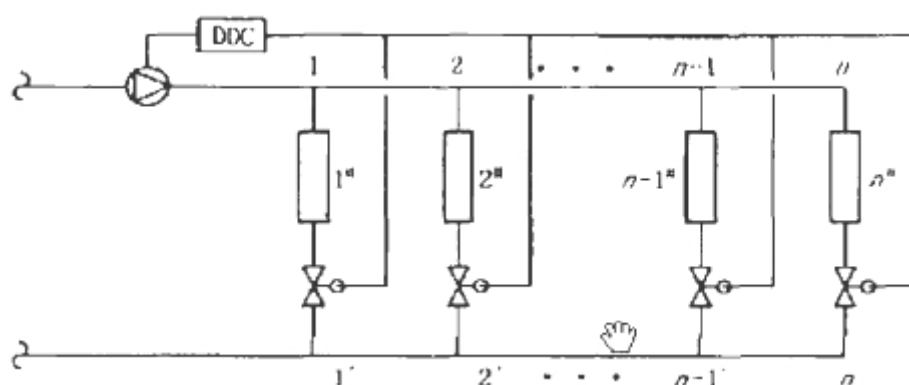 DDC
1 2 · · · n-1 n
1# 2# n-1# n#
1' 2' · · · n-1' n